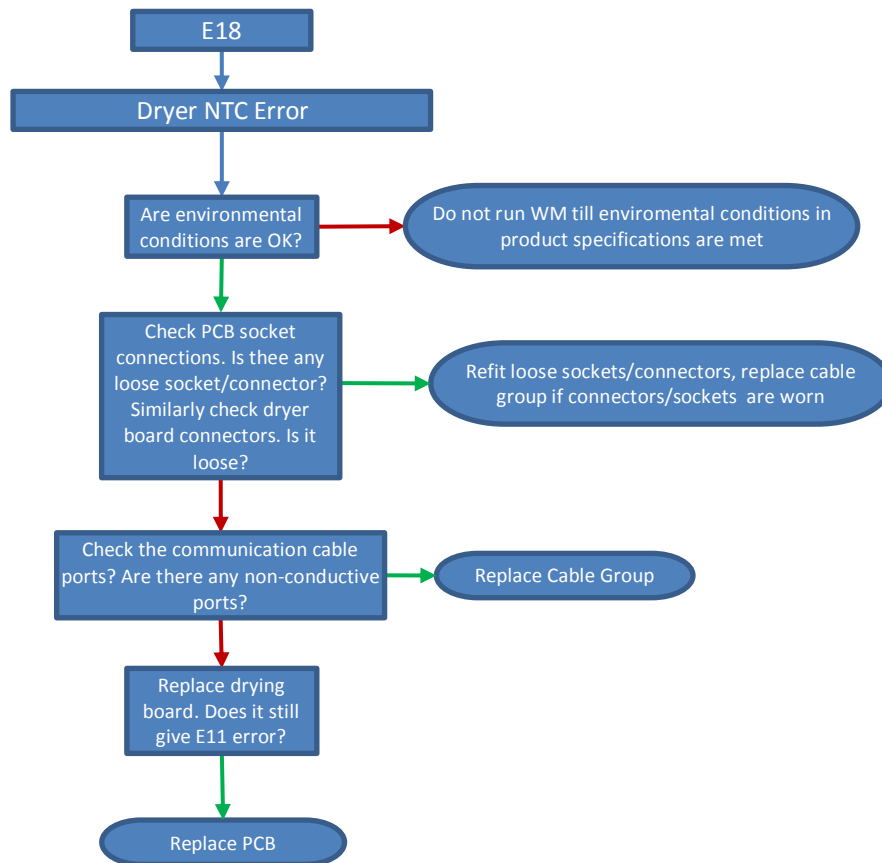 E18
Dryer NTC Error
Are environmental
conditions are OK?
Do not run WM till enviromental conditions in
product specifications are met
Check PCB socket
connections. Is thee any
loose socket/connector?
Similarly check dryer
board connectors. Is it
loose?
Refit loose sockets/connectors, replace cable
group if connectors/sockets are worn
Check the communication cable
ports? Are there any non-conductive
ports?
Replace Cable Group
Replace drying
board. Does it still
give E11 error?
Replace PCB